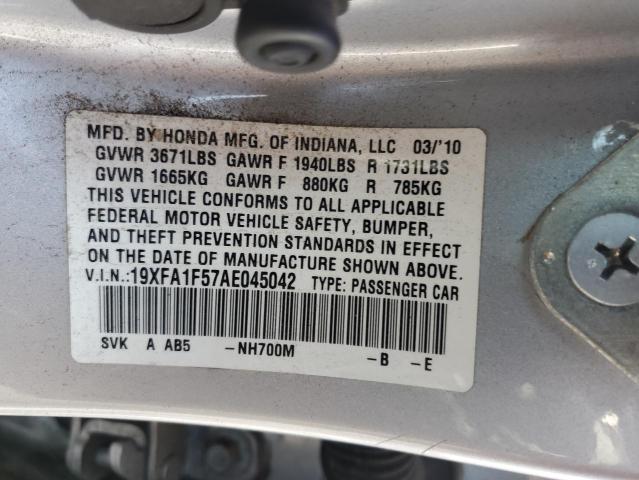 MFD. BY HONDA MFG. OF INDIANA, LLC 03/'10
GVWR 3671LBS GAWR F 1940LBS R 1731LBS
GVWR 1665KG GAWR F 880KG R 785KG
THIS VEHICLE CONFORMS TO ALL APPLICABLE
FEDERAL MOTOR VEHICLE SAFETY, BUMPER,
AND THEFT PREVENTION STANDARDS IN EFFECT
ON THE DATE OF MANUFACTURE SHOWN ABOVE.
V.I.N.:19XFA1F57AE045042 TYPE: PASSENGER CAR
SVK A AB5 -NH700M -B -E